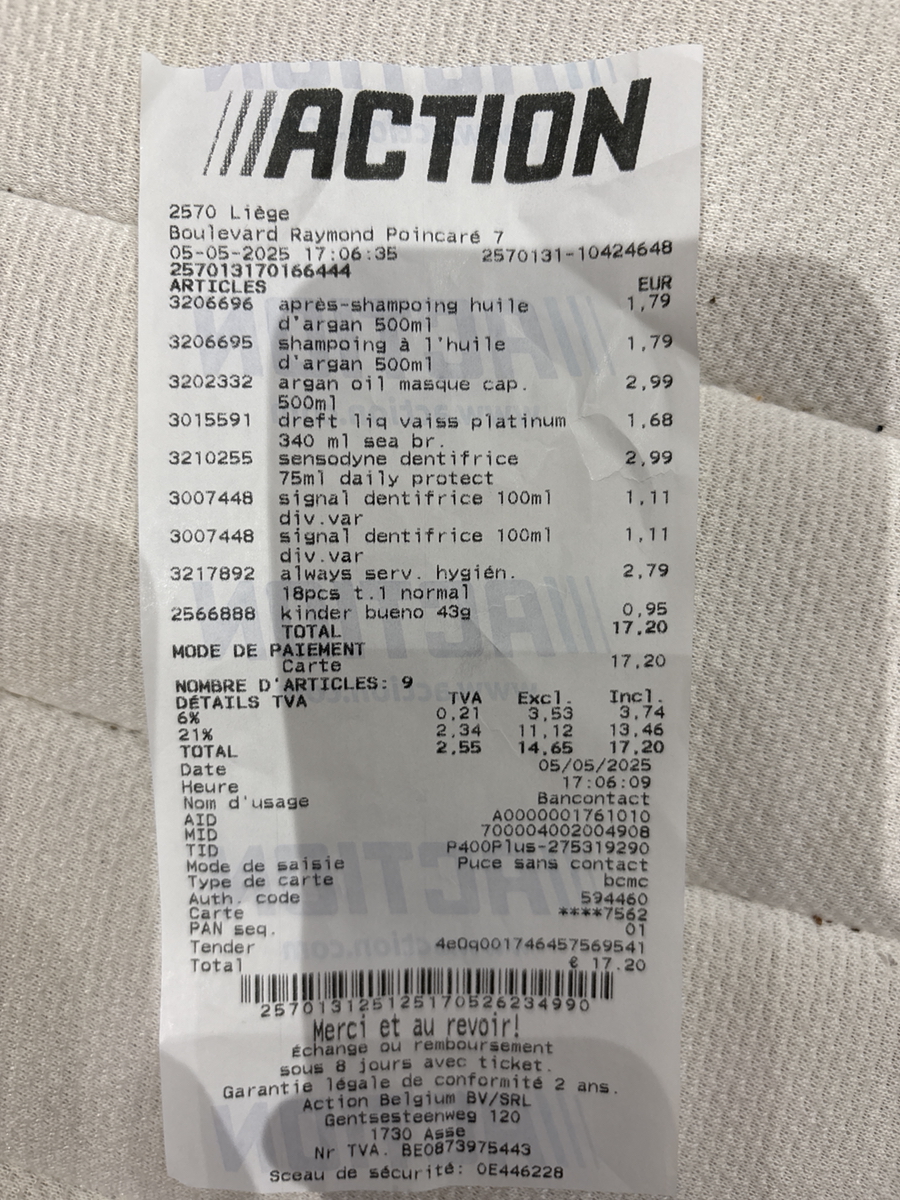 ACTION
2570 Liège
Boulevard Raymond Poincaré 7
05-05-2025 17:06:35 2570131-10424648
257013170166444
ARTICLES EUR
3206696 après-shampoing huile 1,79
d'argan 500ml
3206695 shampoing à l'huile 1,79
d'argan 500ml
3202332 argan oil masque cap. 2,99
500ml
3015591 dreft liq vaiss platinum 1,68
340 ml sea br.
3210255 sensodyne dentifrice 2,99
75ml daily protect
3007448 signal dentifrice 100ml 1,11
div.var
3007448 signal dentifrice 100ml 1,11
div.var
3217892 always serv. hygién. 2,79
18pcs t.1 normal
2566888 kinder bueno 43g 0,95
TOTAL 17,20
MODE DE PAIEMENT
Carte 17,20
NOMBRE D'ARTICLES: 9
DÉTAILS TVA TVA Excl. Incl.
6% 0,21 3,53 3,74
21% 2,34 11,12 13,46
TOTAL 2,55 14,65 17,20
Date 05/05/2025
Heure 17:06:09
Nom d'usage Bancontact
AID A0000001761010
MID 700004002004908
TID P400Plus-275319290
Mode de saisie Puce sans contact
Type de carte bcmc
Auth. code 594460
Carte ****7562
PAN seq. 01
Tender 4e0q001746457569541
Total € 17.20
257013125125170526234990
Merci et au revoir!
Échange ou remboursement
sous 8 jours avec ticket.
Garantie légale de conformité 2 ans.
Action Belgium BV/SRL
Gentsesteenweg 120
1730 Asse
Nr TVA. BE0873975443
Sceau de sécurité: 0E446228